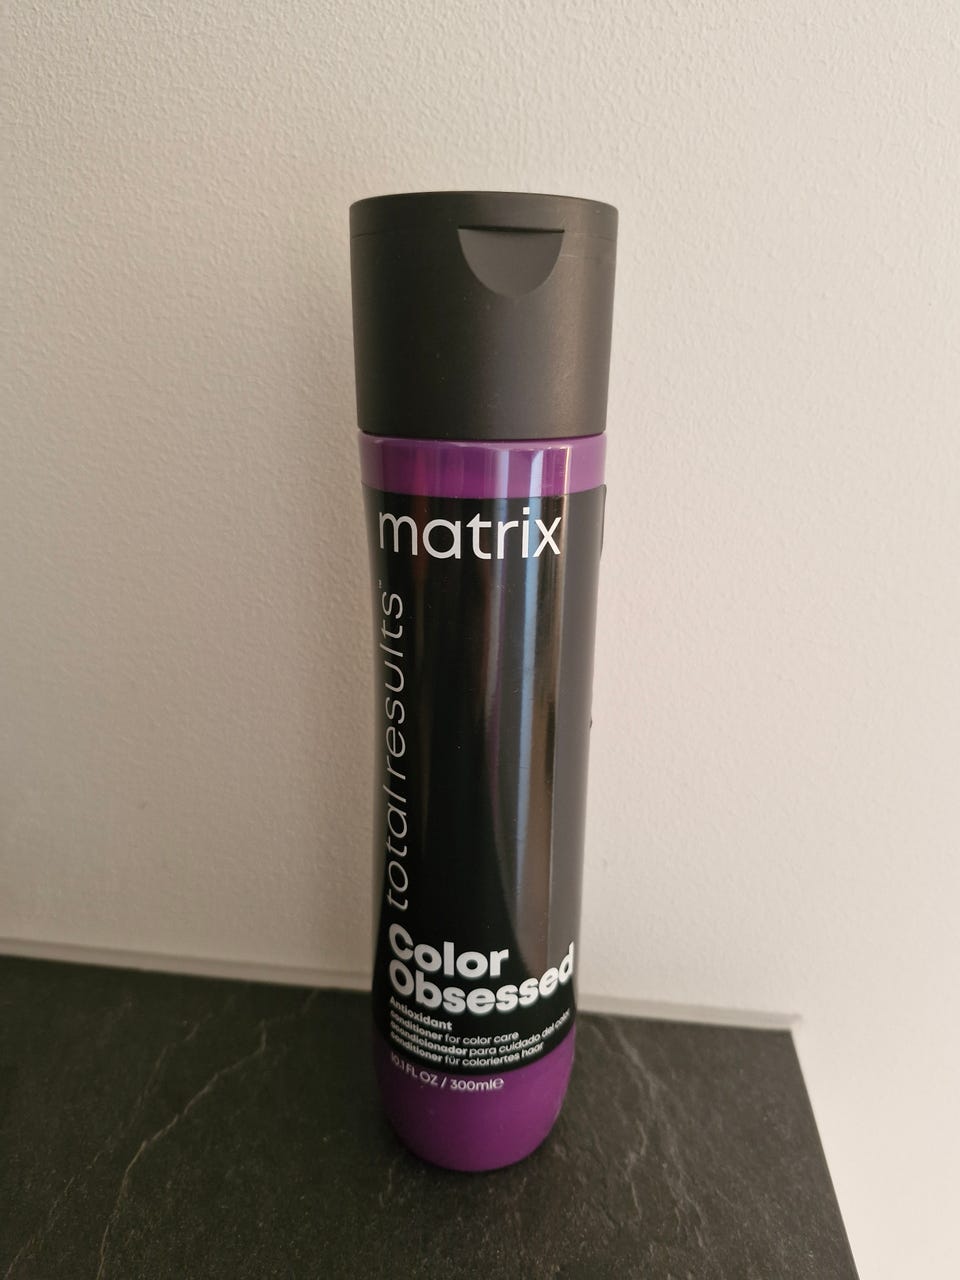 matrix
total results™
Color
Obsessed
Antioxidant
conditioner for color care
acondicionador para cuidado del color
conditioner für coloriertes haar
10.1 FL OZ / 300ml℮